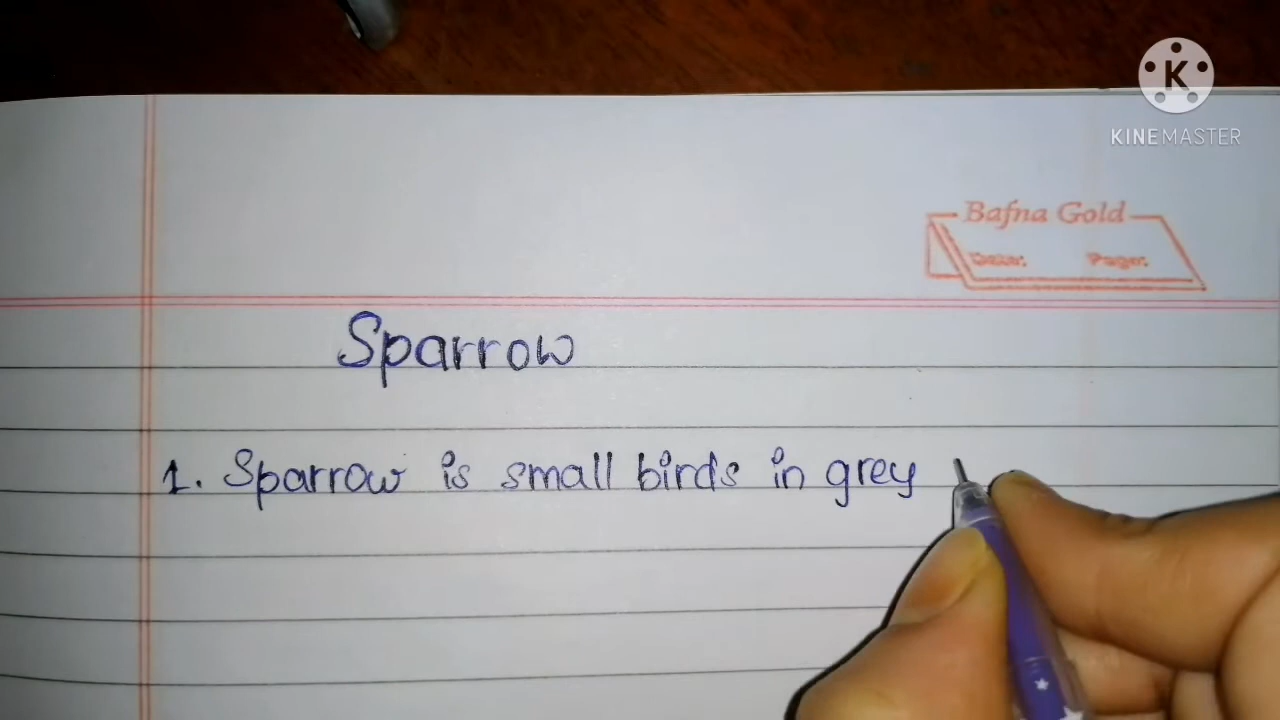 K
KINEMASTER
Bafna Gold
Date: Page:
Sparrow
1. Sparrow is small birds in grey